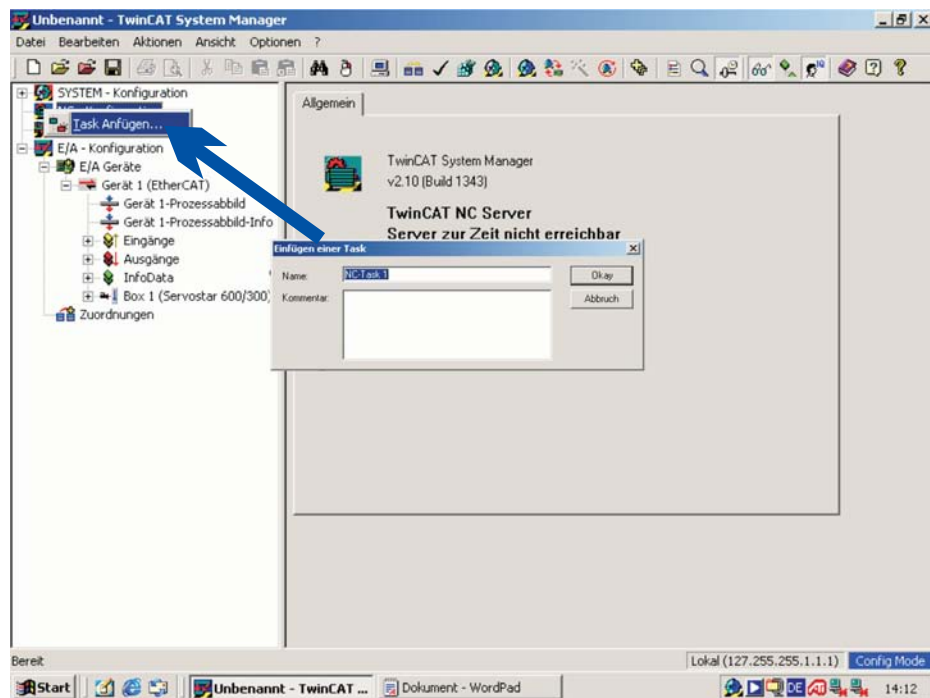 Unbenannt - TwinCAT System Manager
Datei Bearbeiten Aktionen Ansicht Optionen ?
SYSTEM - Konfiguration
Task Anfügen...
E/A - Konfiguration
E/A Geräte
Gerät 1 (EtherCAT)
Gerät 1-Prozessabbild
Gerät 1-Prozessabbild-Info
Eingänge
Ausgänge
InfoData
Box 1 (Servostar 600/300)
Zuordnungen
Allgemein
TwinCAT System Manager
v2.10 (Build 1343)
TwinCAT NC Server
Server zur Zeit nicht erreichbar
Einfügen einer Task
Name: NC-Task 1 Okay
Kommentar: Abbruch
Bereit Lokal (127.255.255.1.1.1) Config Mode
Start Unbenannt - TwinCAT ... Dokument - WordPad DE 14:12